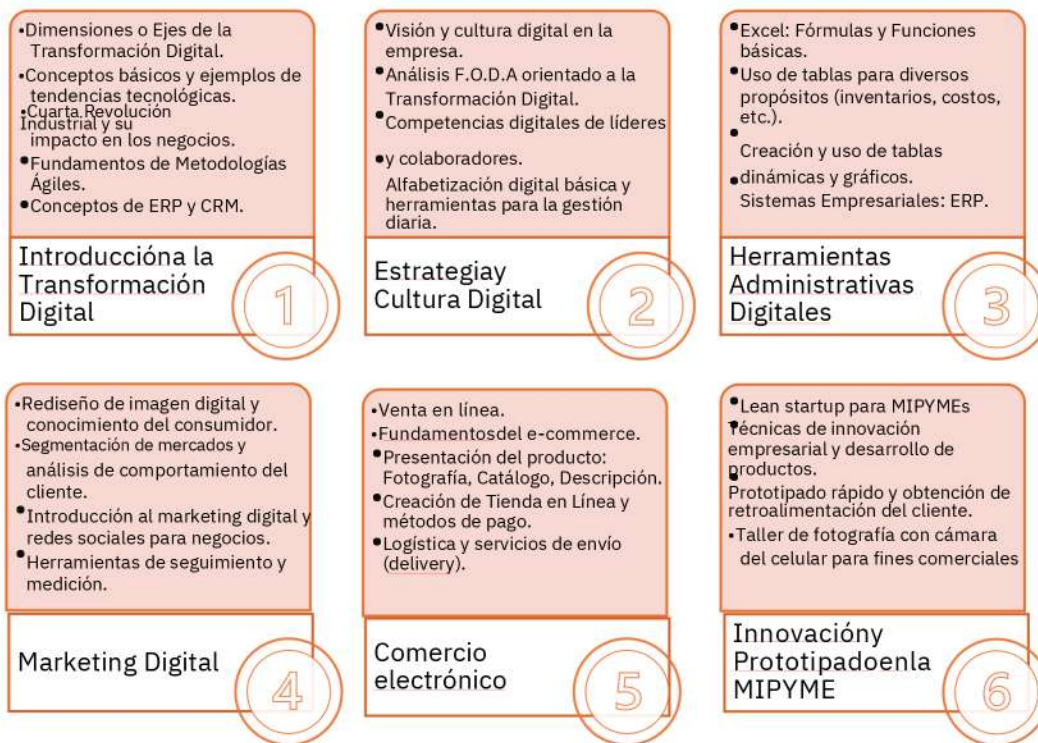 •Dimensiones o Ejes de la
Transformación Digital.
•Conceptos básicos y ejemplos de
tendencias tecnológicas.
•Cuarta Revolución
Industrial y su
impacto en los negocios.
•Fundamentos de Metodologías
Ágiles.
•Conceptos de ERP y CRM.
Introduccióna la
Transformación
Digital
1
•Visión y cultura digital en la
empresa.
•Análisis F.O.D.A orientado a la
Transformación Digital.
•Competencias digitales de líderes
•y colaboradores.
Alfabetización digital básica y
herramientas para la gestión
diaria.
Estrategiay
Cultura Digital
2
•Excel: Fórmulas y Funciones
básicas.
•Uso de tablas para diversos
propósitos (inventarios, costos,
etc.).
•
Creación y uso de tablas
•dinámicas y gráficos.
Sistemas Empresariales: ERP.
Herramientas
Administrativas
Digitales
3
•Rediseño de imagen digital y
conocimiento del consumidor.
•Segmentación de mercados y
análisis de comportamiento del
cliente.
•Introducción al marketing digital y
redes sociales para negocios.
•Herramientas de seguimiento y
medición.
Marketing Digital
4
•Venta en línea.
•Fundamentosdel e-commerce.
•Presentación del producto:
Fotografía, Catálogo, Descripción.
•Creación de Tienda en Línea y
métodos de pago.
•Logística y servicios de envío
(delivery).
Comercio
electrónico
5
•Lean startup para MIPYMEs
•Técnicas de innovación
empresarial y desarrollo de
productos.
•Prototipado rápido y obtención de
retroalimentación del cliente.
•Taller de fotografía con cámara
del celular para fines comerciales
Innovacióny
Prototipadoenla
MIPYME
6